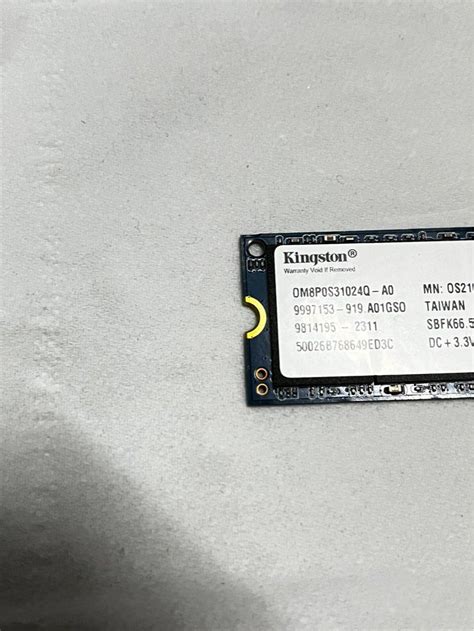 Kingston®
Warranty Void If Removed
OM8P0S31024Q-A0
9997153-919.A01GS0
9814195 - 2311
50026B768649ED3C
MN: OS21
TAIWAN
SBFK66.5
DC + 3.3V